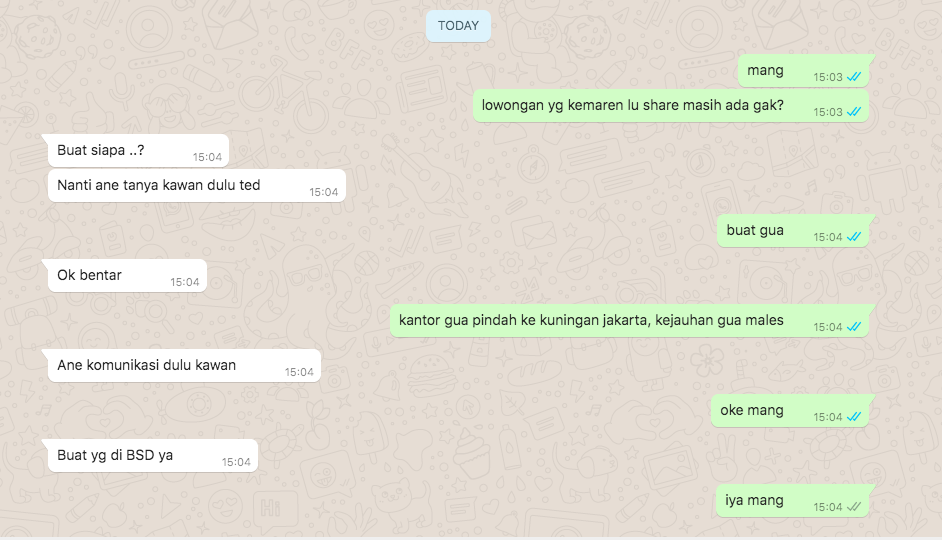 TODAY
mang 15:03
lowongan yg kemaren lu share masih ada gak? 15:03
Buat siapa ..? 15:04
Nanti ane tanya kawan dulu ted 15:04
buat gua 15:04
Ok bentar 15:04
kantor gua pindah ke kuningan jakarta, kejauhan gua males 15:04
Ane komunikasi dulu kawan 15:04
oke mang 15:04
Buat yg di BSD ya 15:04
iya mang 15:04
Hi